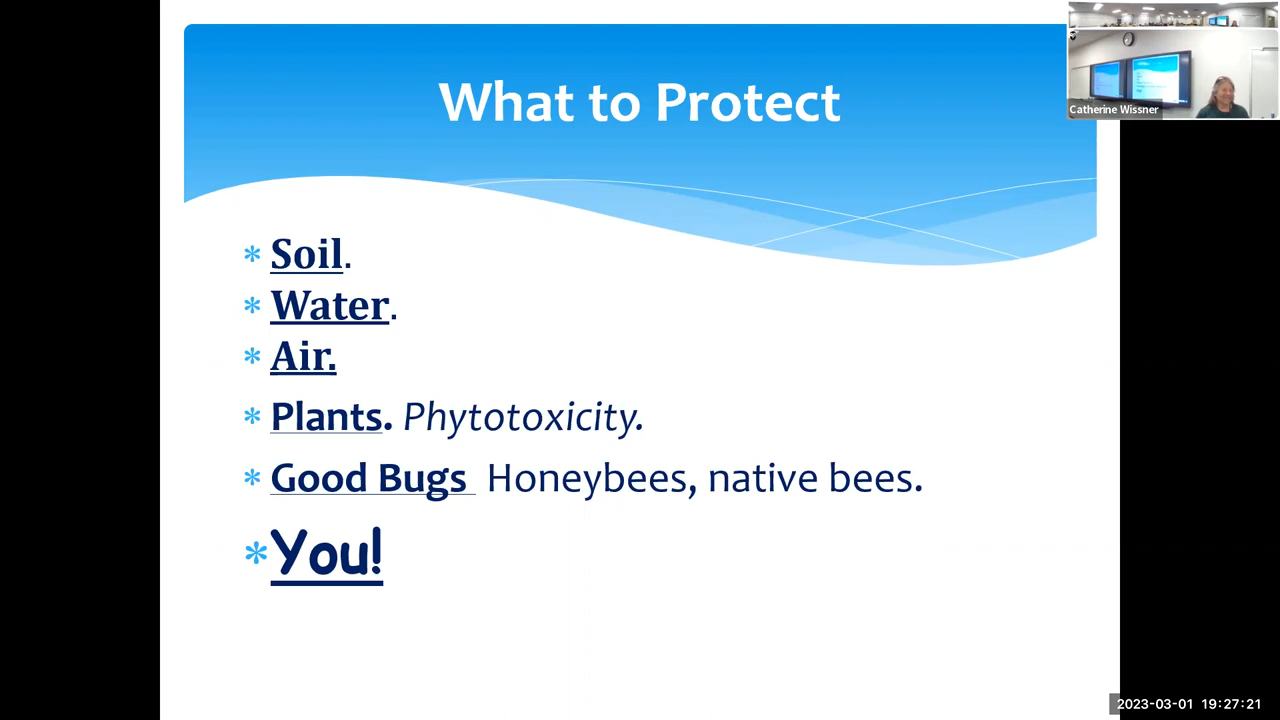 What to Protect
Catherine Wissner
* Soil.
* Water.
* Air.
* Plants. Phytotoxicity.
* Good Bugs Honeybees, native bees.
* You!
2023-03-01 19:27:21